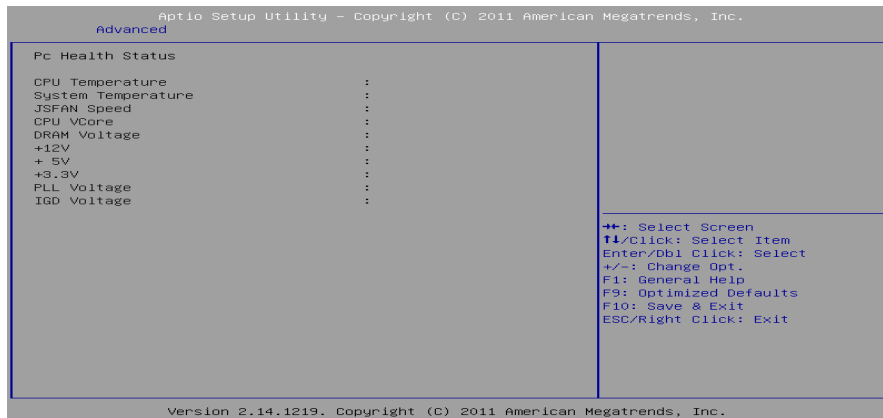 Aptio Setup Utility – Copyright (C) 2011 American Megatrends, Inc.
Advanced
Pc Health Status
CPU Temperature :
System Temperature :
JSFAN Speed :
CPU VCore :
DRAM Voltage :
+12V :
+ 5V :
+3.3V :
PLL Voltage :
IGD Voltage :
→←: Select Screen
↑↓/Click: Select Item
Enter/Dbl Click: Select
+/-: Change Opt.
F1: General Help
F9: Optimized Defaults
F10: Save & Exit
ESC/Right Click: Exit
Version 2.14.1219. Copyright (C) 2011 American Megatrends, Inc.